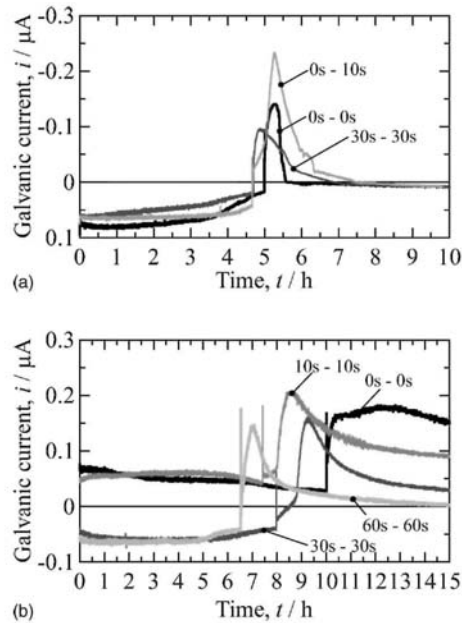 -0.3
-0.2
-0.1
0
0.1
Galvanic current, i / μA
0s - 10s
0s - 0s
30s - 30s
0 1 2 3 4 5 6 7 8 9 10
(a)
Time, t / h
0.3
0.2
0.1
0
-0.1
Galvanic current, i / μA
10s - 10s
0s - 0s
60s - 60s
30s - 30s
0 1 2 3 4 5 6 7 8 9 10 11 12 13 14 15
(b)
Time, t / h